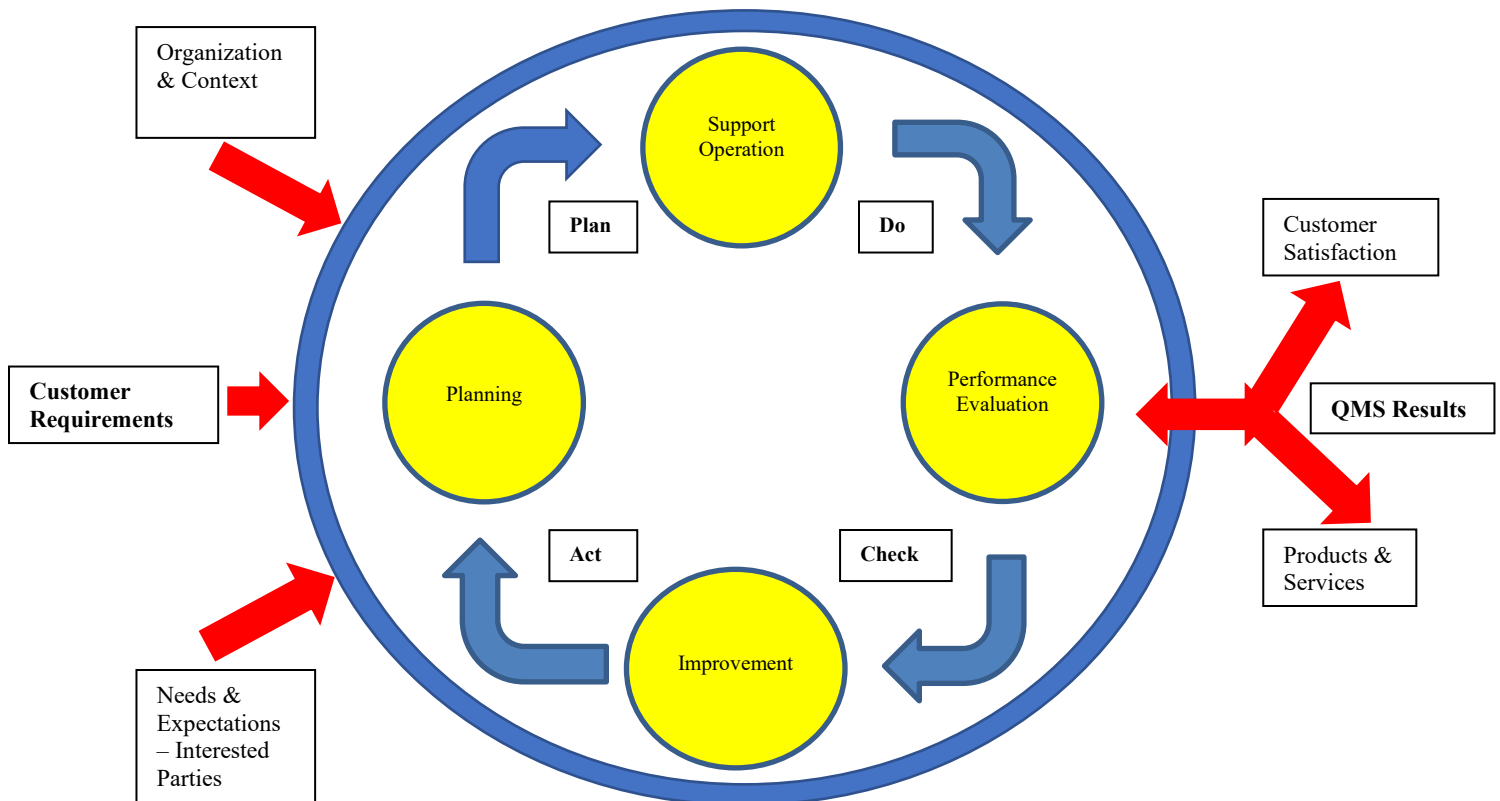 Organization
& Context
Support
Operation
Plan
Do
Customer
Satisfaction
Customer
Requirements
Planning
Performance
Evaluation
QMS Results
Act
Check
Products &
Services
Improvement
Needs &
Expectations
– Interested
Parties